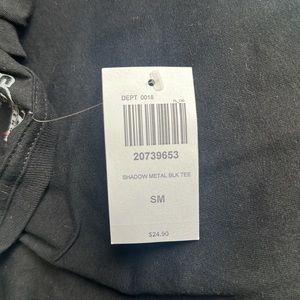 DEPT 0018
20739653
SHADOW METAL BLK TEE
SM
$24.90